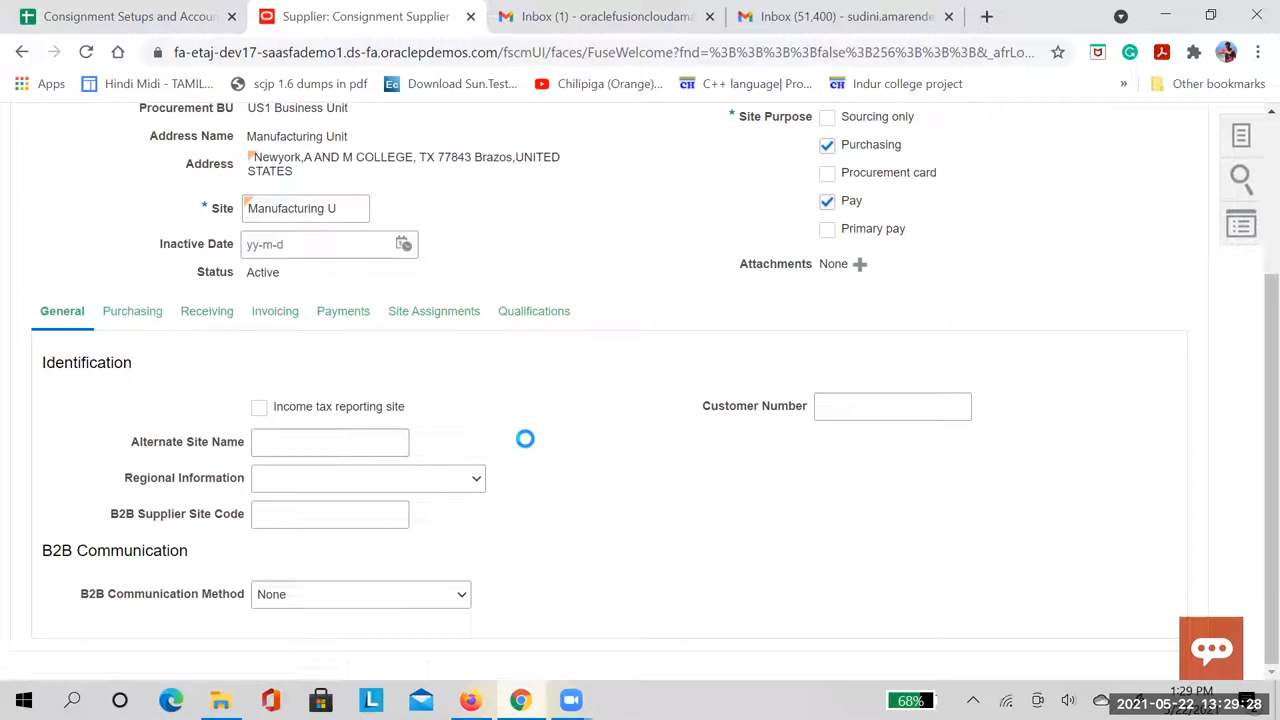 Consignment Setups and Accoun
Supplier: Consignment Supplier
Inbox (1) - oraclefusioncloudam
Inbox (51,400) - sudini.amarende
fa-etaj-dev17-saasfademo1.ds-fa.oraclepdemos.com/fscmUI/faces/FuseWelcome?fnd=%3B%3B%3B%3Bfalse%3B256%3B%3B%3B&_afrLo...
Apps
Hindi Midi - TAMIL...
scjp 1.6 dumps in pdf
Download Sun.Test...
Chilipiga (Orange)...
C++ language| Pro...
Indur college project
»
Other bookmarks
Procurement BU US1 Business Unit
Address Name Manufacturing Unit
Address Newyork,A AND M COLLEGE, TX 77843 Brazos,UNITED
STATES
* Site Manufacturing U
Inactive Date yy-m-d
Status Active
* Site Purpose Sourcing only
Purchasing
Procurement card
Pay
Primary pay
Attachments None
General Purchasing Receiving Invoicing Payments Site Assignments Qualifications
Identification
Income tax reporting site
Customer Number
Alternate Site Name
Regional Information
B2B Supplier Site Code
B2B Communication
B2B Communication Method None
68%
1:29 PM
2021-05-22 13:29:28